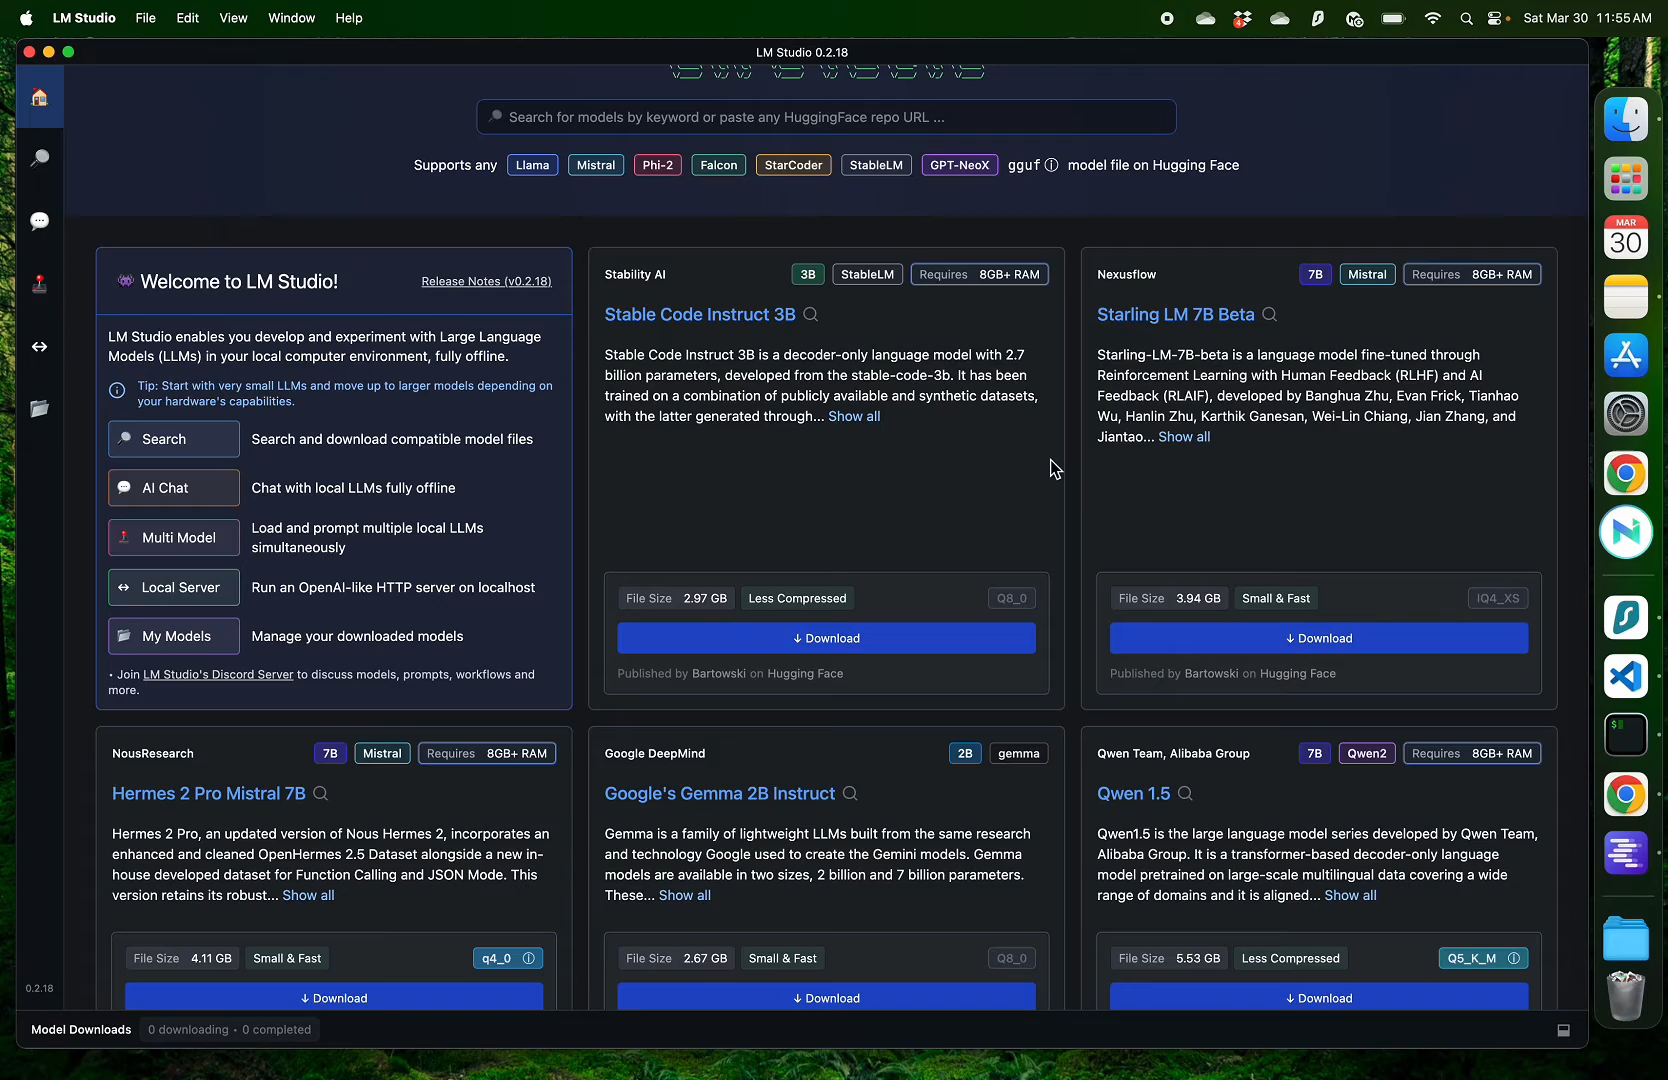 LM Studio File Edit View Window Help
Sat Mar 30 11:55 AM
LM Studio 0.2.18
Search for models by keyword or paste any HuggingFace repo URL ...
Supports any Llama Mistral Phi-2 Falcon StarCoder StableLM GPT-NeoX gguf model file on Hugging Face
Welcome to LM Studio!
Release Notes (v0.2.18)
LM Studio enables you develop and experiment with Large Language
Models (LLMs) in your local computer environment, fully offline.
Tip: Start with very small LLMs and move up to larger models depending on
your hardware's capabilities.
Search Search and download compatible model files
AI Chat Chat with local LLMs fully offline
Multi Model Load and prompt multiple local LLMs
simultaneously
Local Server Run an OpenAI-like HTTP server on localhost
My Models Manage your downloaded models
• Join LM Studio's Discord Server to discuss models, prompts, workflows and
more.
Stability AI 3B StableLM Requires 8GB+ RAM
Stable Code Instruct 3B
Stable Code Instruct 3B is a decoder-only language model with 2.7
billion parameters, developed from the stable-code-3b. It has been
trained on a combination of publicly available and synthetic datasets,
with the latter generated through... Show all
File Size 2.97 GB Less Compressed Q8_0
↓ Download
Published by Bartowski on Hugging Face
Nexusflow 7B Mistral Requires 8GB+ RAM
Starling LM 7B Beta
Starling-LM-7B-beta is a language model fine-tuned through
Reinforcement Learning with Human Feedback (RLHF) and AI
Feedback (RLAIF), developed by Banghua Zhu, Evan Frick, Tianhao
Wu, Hanlin Zhu, Karthik Ganesan, Wei-Lin Chiang, Jian Zhang, and
Jiantao... Show all
File Size 3.94 GB Small & Fast IQ4_XS
↓ Download
Published by Bartowski on Hugging Face
NousResearch 7B Mistral Requires 8GB+ RAM
Hermes 2 Pro Mistral 7B
Hermes 2 Pro, an updated version of Nous Hermes 2, incorporates an
enhanced and cleaned OpenHermes 2.5 Dataset alongside a new in-
house developed dataset for Function Calling and JSON Mode. This
version retains its robust... Show all
File Size 4.11 GB Small & Fast q4_0
↓ Download
Google DeepMind 2B gemma
Google's Gemma 2B Instruct
Gemma is a family of lightweight LLMs built from the same research
and technology Google used to create the Gemini models. Gemma
models are available in two sizes, 2 billion and 7 billion parameters.
These... Show all
File Size 2.67 GB Small & Fast Q8_0
↓ Download
Qwen Team, Alibaba Group 7B Qwen2 Requires 8GB+ RAM
Qwen 1.5
Qwen1.5 is the large language model series developed by Qwen Team,
Alibaba Group. It is a transformer-based decoder-only language
model pretrained on large-scale multilingual data covering a wide
range of domains and it is aligned... Show all
File Size 5.53 GB Less Compressed Q5_K_M
↓ Download
0.2.18
Model Downloads 0 downloading • 0 completed
MAR
30